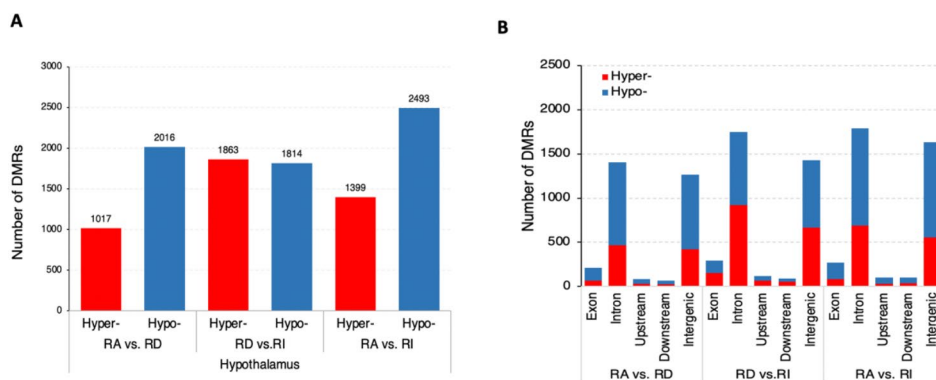 A
Number of DMRs
3000
2500
2000
1500
1000
500
0
1017
2016
1863
1814
1399
2493
Hyper-
Hypo-
Hyper-
Hypo-
Hyper-
Hypo-
RA vs. RD
RD vs.RI
RA vs. RI
Hypothalamus
B
Number of DMRs
2500
2000
1500
1000
500
0
Hyper-
Hypo-
Exon
Intron
Upstream
Downstream
Intergenic
Exon
Intron
Upstream
Downstream
Intergenic
Exon
Intron
Upstream
Downstream
Intergenic
RA vs. RD
RD vs.RI
RA vs. RI